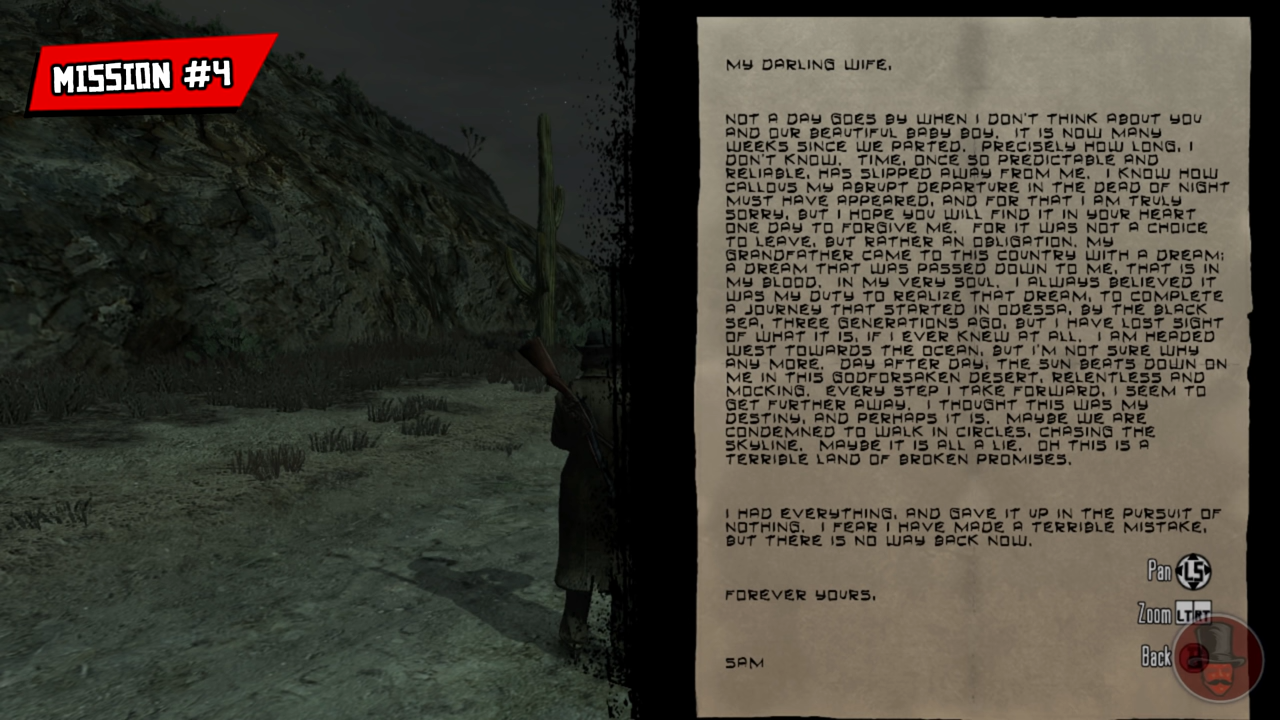 MISSION #4
MY DARLING WIFE,
NOT A DAY GOES BY WHEN I DON'T THINK ABOUT YOU
AND OUR BEAUTIFUL BABY BOY. IT IS NOW MANY
WEEKS SINCE WE PARTED. PRECISELY HOW LONG, I
DON'T KNOW. TIME, ONCE SO PREDICTABLE AND
RELIABLE, HAS SLIPPED AWAY FROM ME. I KNOW HOW
CALLOUS MY ABRUPT DEPARTURE IN THE DEAD OF NIGHT
MUST HAVE APPEARED, AND FOR THAT I AM TRULY
SORRY, BUT I HOPE YOU WILL FIND IT IN YOUR HEART
ONE DAY TO FORGIVE ME. FOR IT WAS NOT A CHOICE
TO LEAVE, BUT RATHER AN OBLIGATION. MY
GRANDFATHER CAME TO THIS COUNTRY WITH A DREAM;
A DREAM THAT WAS PASSED DOWN TO ME, THAT IS IN
MY BLOOD. IN MY VERY SOUL. I ALWAYS BELIEVED IT
WAS MY DUTY TO REALIZE THAT DREAM, TO COMPLETE
A JOURNEY THAT STARTED IN ODESSA, BY THE BLACK
SEA, THREE GENERATIONS AGO, BUT I HAVE LOST SIGHT
OF WHAT IT IS, IF I EVER KNEW AT ALL. I AM HEADED
WEST TOWARDS THE OCEAN, BUT I'M NOT SURE WHY
ANY MORE. DAY AFTER DAY, THE SUN BEATS DOWN ON
ME IN THIS GODFORSAKEN DESERT, RELENTLESS AND
MOCKING. EVERY STEP I TAKE FORWARD, I SEEM TO
GET FURTHER AWAY. I THOUGHT THIS WAS MY
DESTINY, AND PERHAPS IT IS. MAYBE WE ARE
CONDEMNED TO WALK IN CIRCLES, CHASING THE
SKYLINE. MAYBE IT IS ALL A LIE. OH THIS IS A
TERRIBLE LAND OF BROKEN PROMISES.
I HAD EVERYTHING, AND GAVE IT UP IN THE PURSUIT OF
NOTHING. I FEAR I HAVE MADE A TERRIBLE MISTAKE,
BUT THERE IS NO WAY BACK NOW.
FOREVER YOURS,
SAM
Pan LS
Zoom LT RT
Back